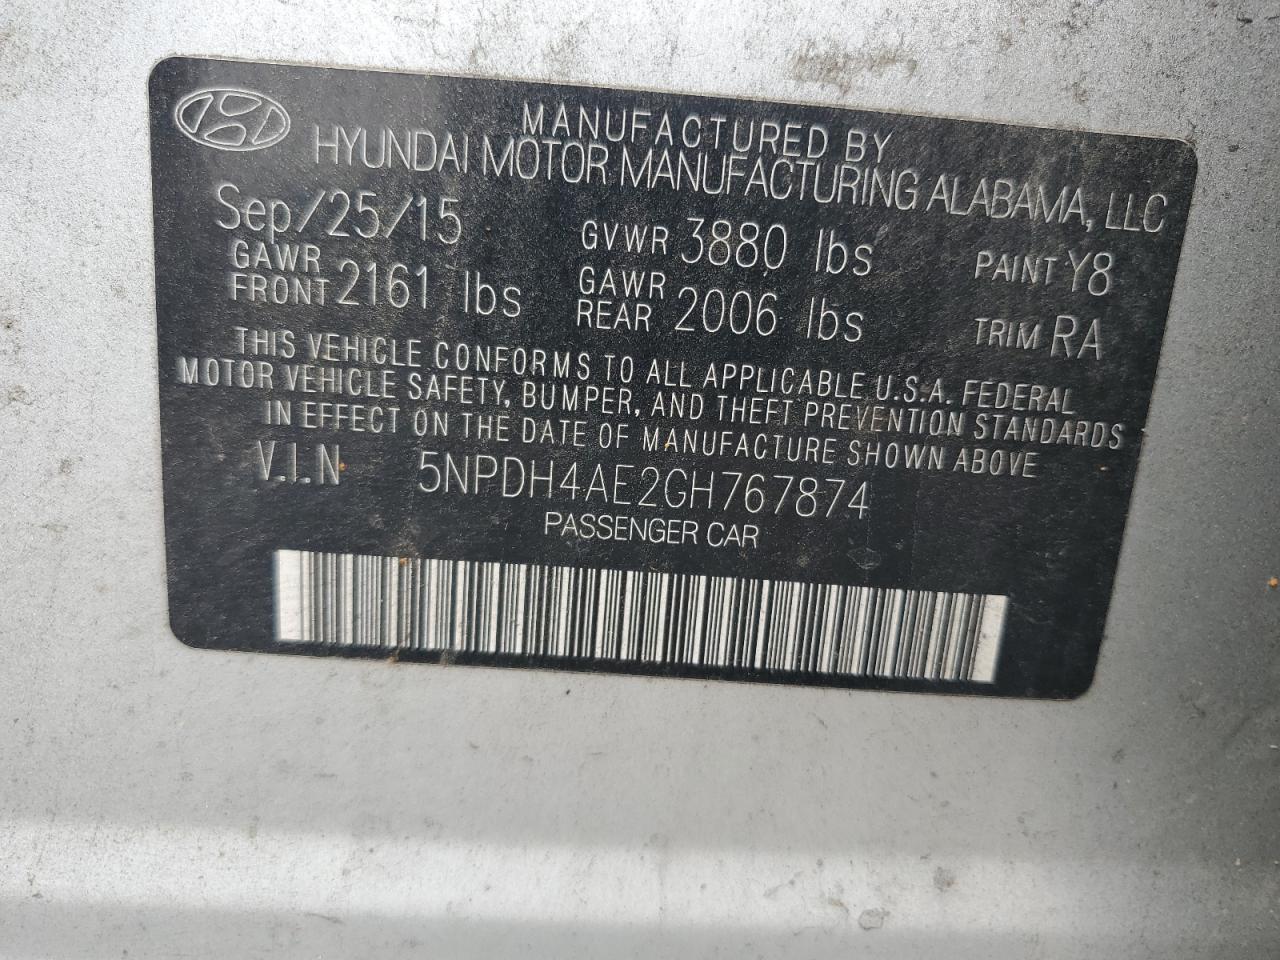 MANUFACTURED BY
HYUNDAI MOTOR MANUFACTURING ALABAMA, LLC
Sep/25/15 GVWR 3880 lbs PAINT Y8
GAWR FRONT 2161 lbs GAWR REAR 2006 lbs TRIM RA
THIS VEHICLE CONFORMS TO ALL APPLICABLE U.S.A. FEDERAL
MOTOR VEHICLE SAFETY, BUMPER, AND THEFT PREVENTION STANDARDS
IN EFFECT ON THE DATE OF MANUFACTURE SHOWN ABOVE
V.I.N 5NPDH4AE2GH767874
PASSENGER CAR